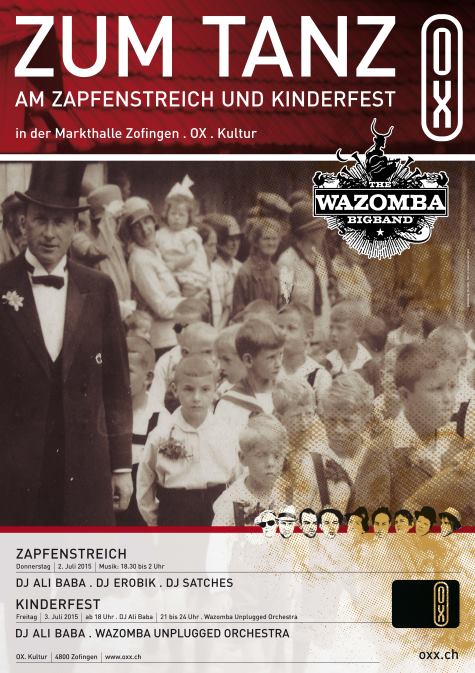 ZUM TANZ
OX
AM ZAPFENSTREICH UND KINDERFEST
in der Markthalle Zofingen . OX . Kultur
THE
WAZOMBA
BIGBAND
ZAPFENSTREICH
Donnerstag | 2. Juli 2015 | Musik: 18.30 bis 2 Uhr
DJ ALI BABA . DJ EROBIK . DJ SATCHES
KINDERFEST
Freitag | 3. Juli 2015 | ab 18 Uhr . DJ Ali Baba | 21 bis 24 Uhr . Wazomba Unplugged Orchestra
DJ ALI BABA . WAZOMBA UNPLUGGED ORCHESTRA
OX
OX. Kultur | 4800 Zofingen | www.oxx.ch
oxx.ch